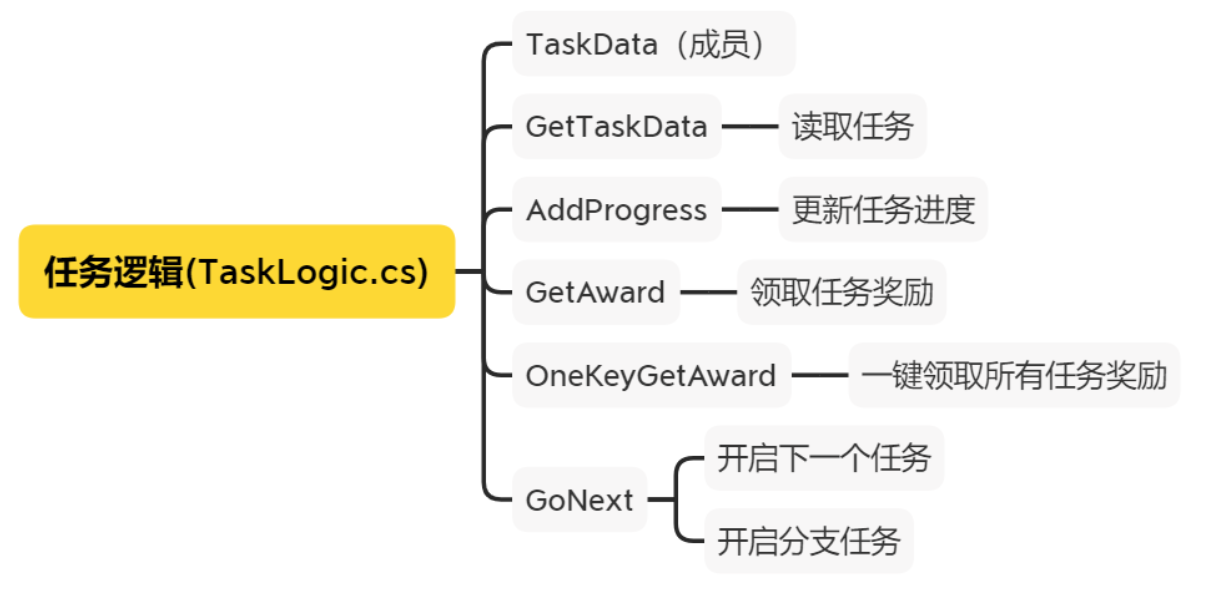 TaskData（成员）
GetTaskData
读取任务
AddProgress
更新任务进度
任务逻辑(TaskLogic.cs)
GetAward
领取任务奖励
OneKeyGetAward
一键领取所有任务奖励
GoNext
开启下一个任务
开启分支任务